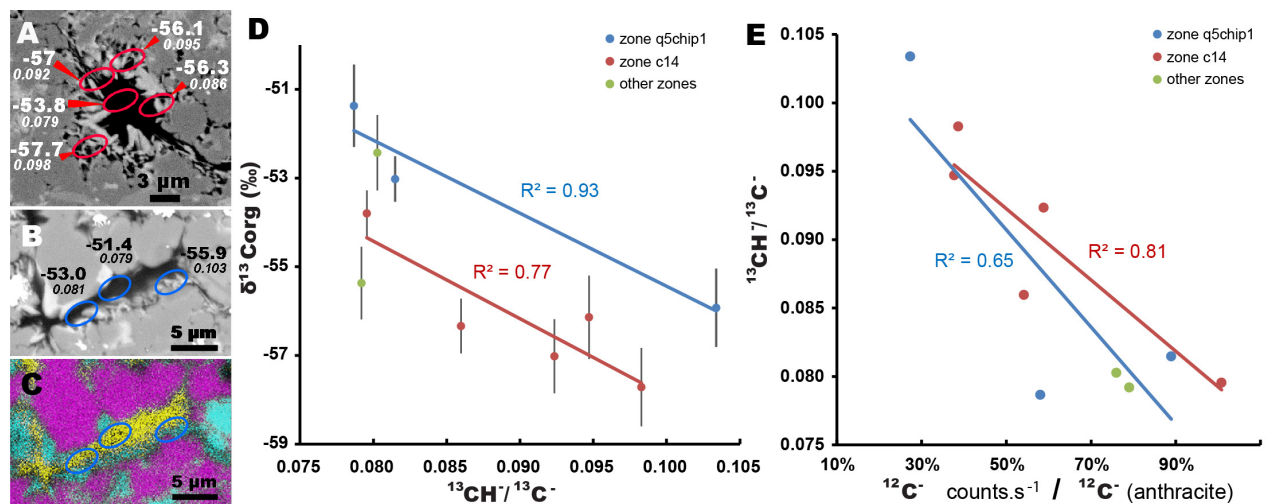 A
-56.1
0.095
-57
0.092
-56.3
0.086
-53.8
0.079
-57.7
0.098
3 µm
B
-51.4
0.079
-55.9
0.103
-53.0
0.081
5 µm
C
5 µm
D
zone q5chip1
zone c14
other zones
δ¹³ Corg (‰)
-51
-53
-55
-57
-59
R² = 0.93
R² = 0.77
0.075 0.080 0.085 0.090 0.095 0.100 0.105
¹³CH⁻/¹³C⁻
E
zone q5chip1
zone c14
other zones
¹³CH⁻/¹³C⁻
0.105
0.100
0.095
0.090
0.085
0.080
0.075
R² = 0.65
R² = 0.81
10% 30% 50% 70% 90%
¹²C⁻ counts.s⁻¹ / ¹²C⁻ (anthracite)